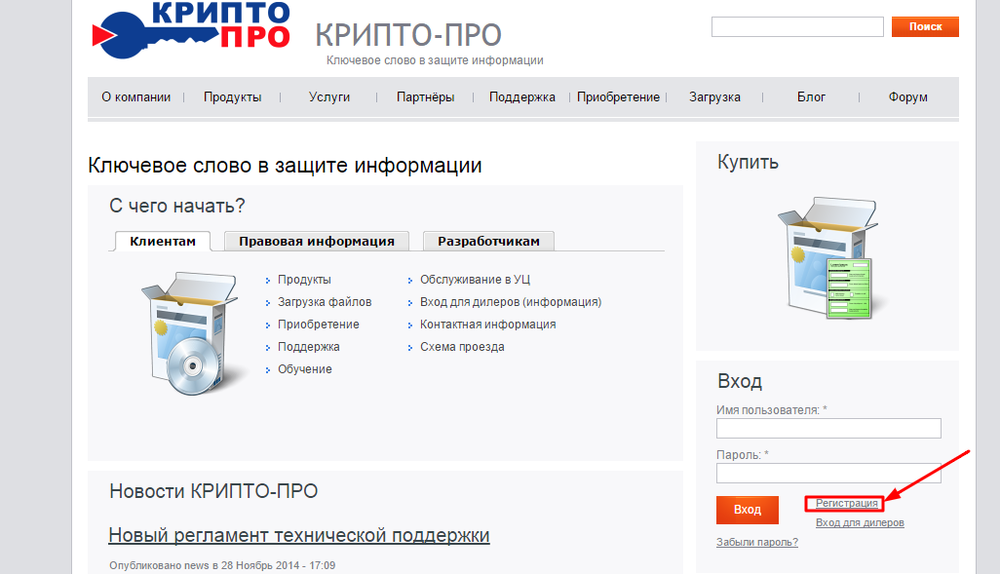 КРИПТО
ПРО
КРИПТО-ПРО
Ключевое слово в защите информации
Поиск
О компании
Продукты
Услуги
Партнёры
Поддержка
Приобретение
Загрузка
Блог
Форум
Ключевое слово в защите информации
С чего начать?
Клиентам
Правовая информация
Разработчикам
Продукты
Загрузка файлов
Приобретение
Поддержка
Обучение
Обслуживание в УЦ
Вход для дилеров (информация)
Контактная информация
Схема проезда
Новости КРИПТО-ПРО
Новый регламент технической поддержки
Опубликовано news в 28 Ноябрь 2014 - 17:09
Купить
Вход
Имя пользователя: *
Пароль: *
Вход
Регистрация
Вход для дилеров
Забыли пароль?